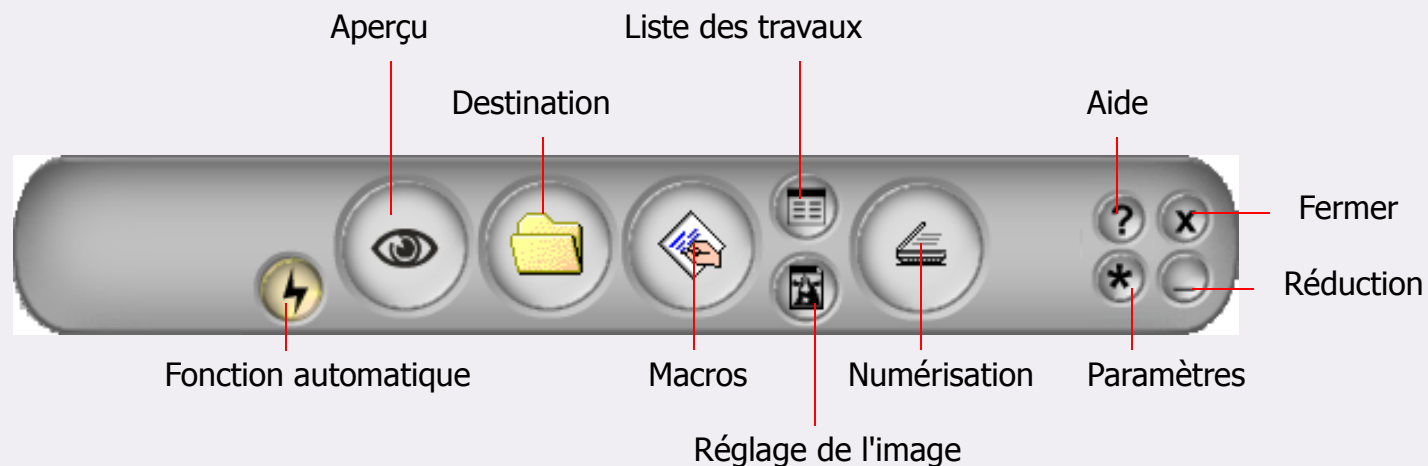 Aperçu
Liste des travaux
Destination
Aide
?
x
Fermer
*
_
Réduction
Fonction automatique
Macros
Numérisation
Paramètres
Réglage de l'image